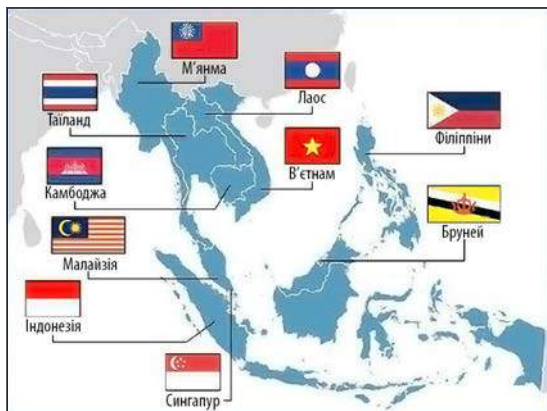 М'янма
Лаос
Таїланд
Філіппіни
Камбоджа
В'єтнам
Бруней
Малайзія
Індонезія
Сингапур